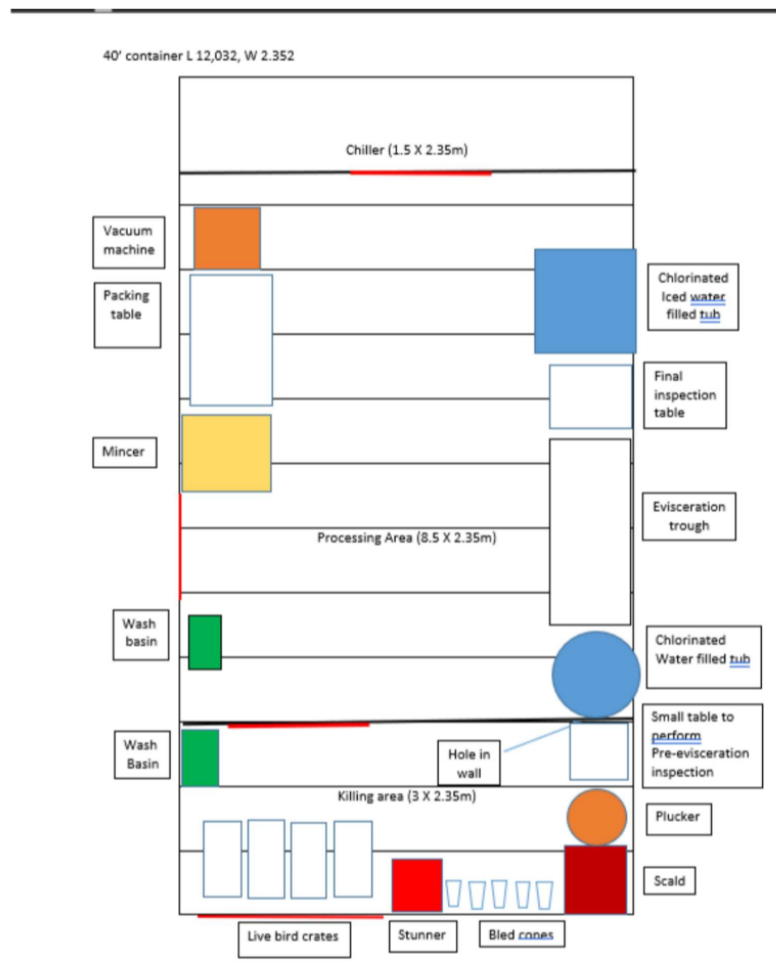 40' container L 12,032, W 2.352
Chiller (1.5 X 2.35m)
Vacuum
machine
Packing
table
Chlorinated
Iced water
filled tub
Final
inspection
table
Mincer
Evisceration
trough
Processing Area (8.5 X 2.35m)
Wash
basin
Chlorinated
Water filled tub
Small table to
perform
Pre-evisceration
inspection
Wash
Basin
Hole in
wall
Killing area (3 X 2.35m)
Plucker
Scald
Live bird crates
Stunner
Bled cones